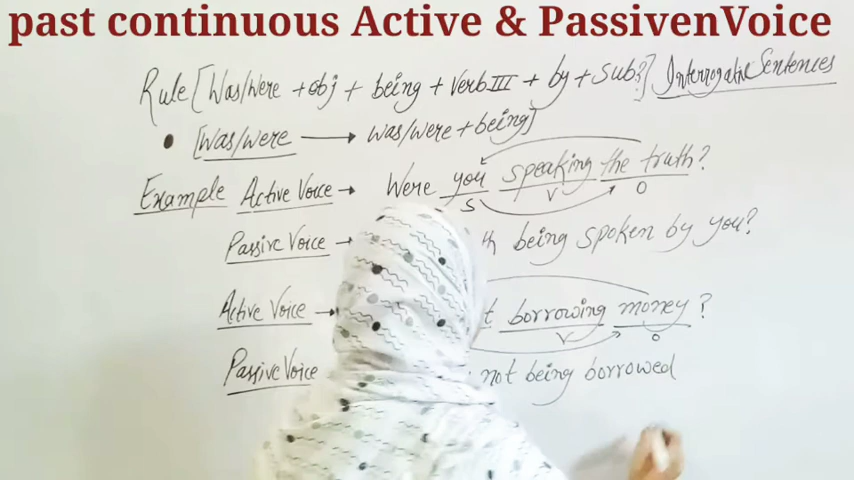 past continuous Active & PassivenVoice
Rule [Was/were + obj + being + Verb III + by + Sub?] Interrogative Sentences
• [Was/were → was/were + being]
Example Active Voice → Were you speaking the truth?
S V O
Passive Voice → th being spoken by you?
Active Voice → t borrowing money?
V O
Passive Voice not being borrowed